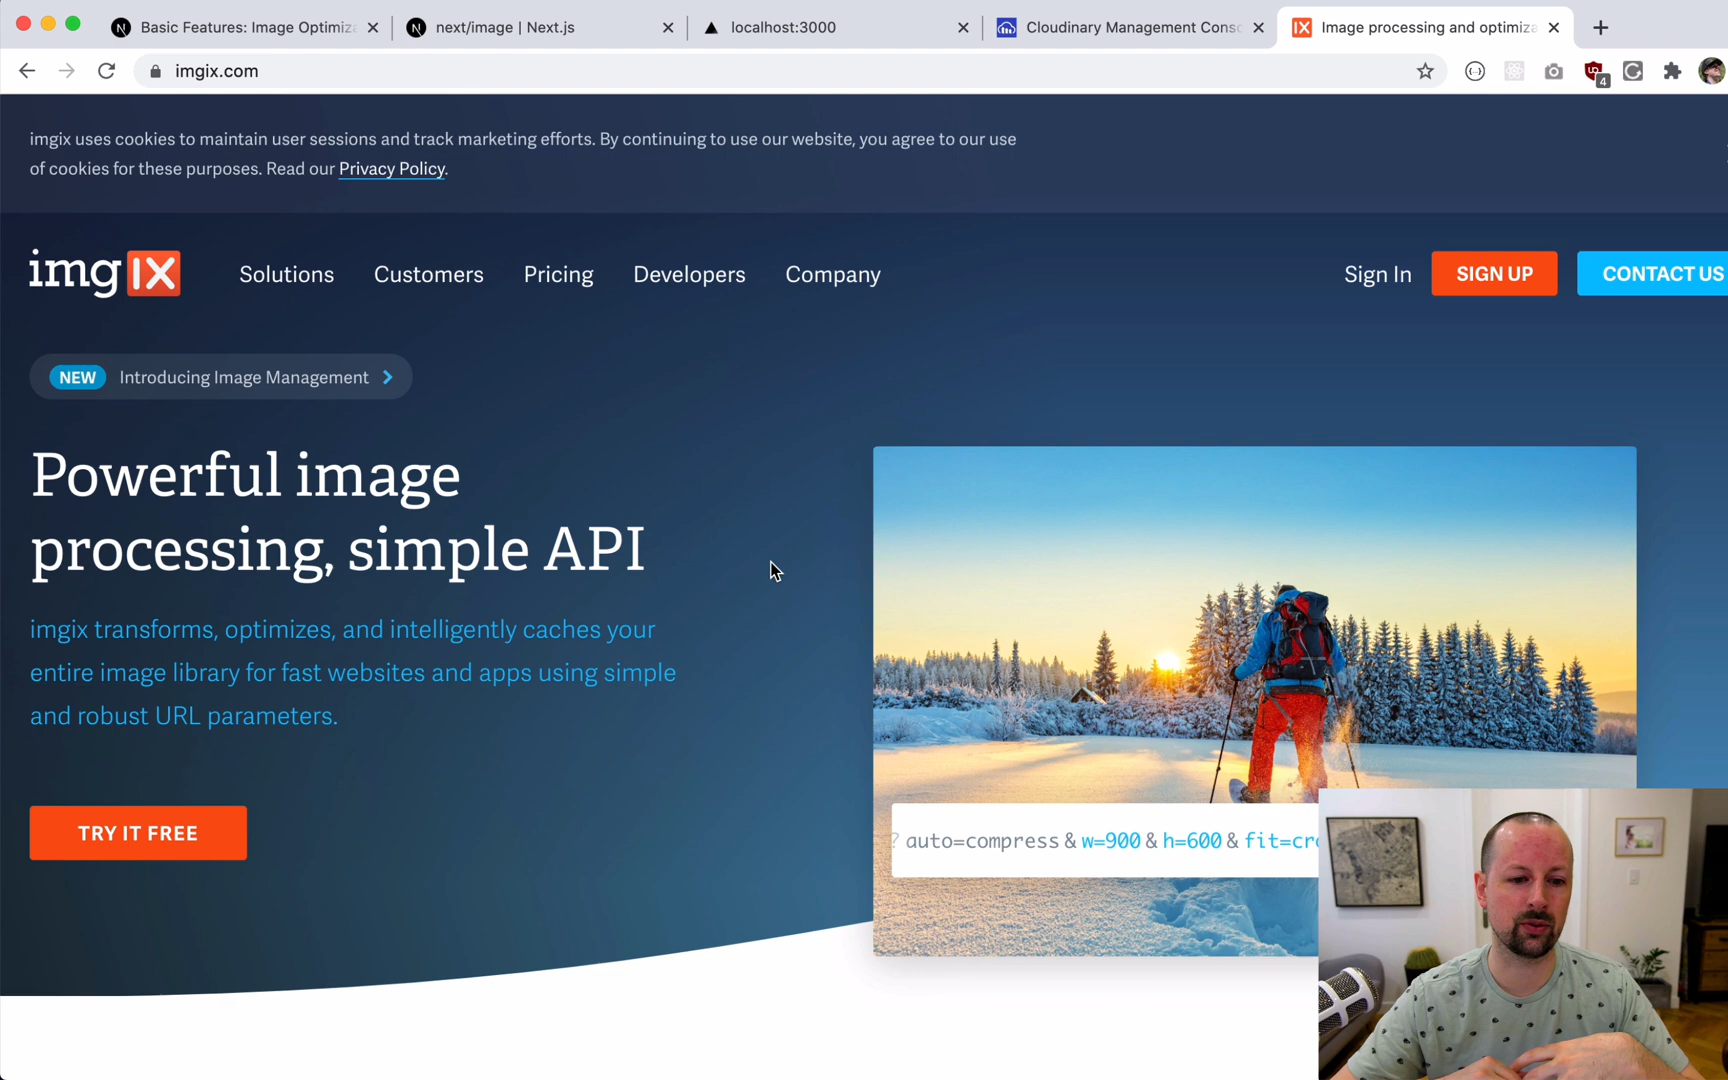 Basic Features: Image Optimiz
next/image | Next.js
localhost:3000
Cloudinary Management Consc
Image processing and optimiza
imgix.com
4
imgix uses cookies to maintain user sessions and track marketing efforts. By continuing to use our website, you agree to our use
of cookies for these purposes. Read our Privacy Policy.
imgIX
Solutions
Customers
Pricing
Developers
Company
Sign In
SIGN UP
CONTACT US
NEW Introducing Image Management
Powerful image
processing, simple API
imgix transforms, optimizes, and intelligently caches your
entire image library for fast websites and apps using simple
and robust URL parameters.
TRY IT FREE
? auto=compress & w=900 & h=600 & fit=cr